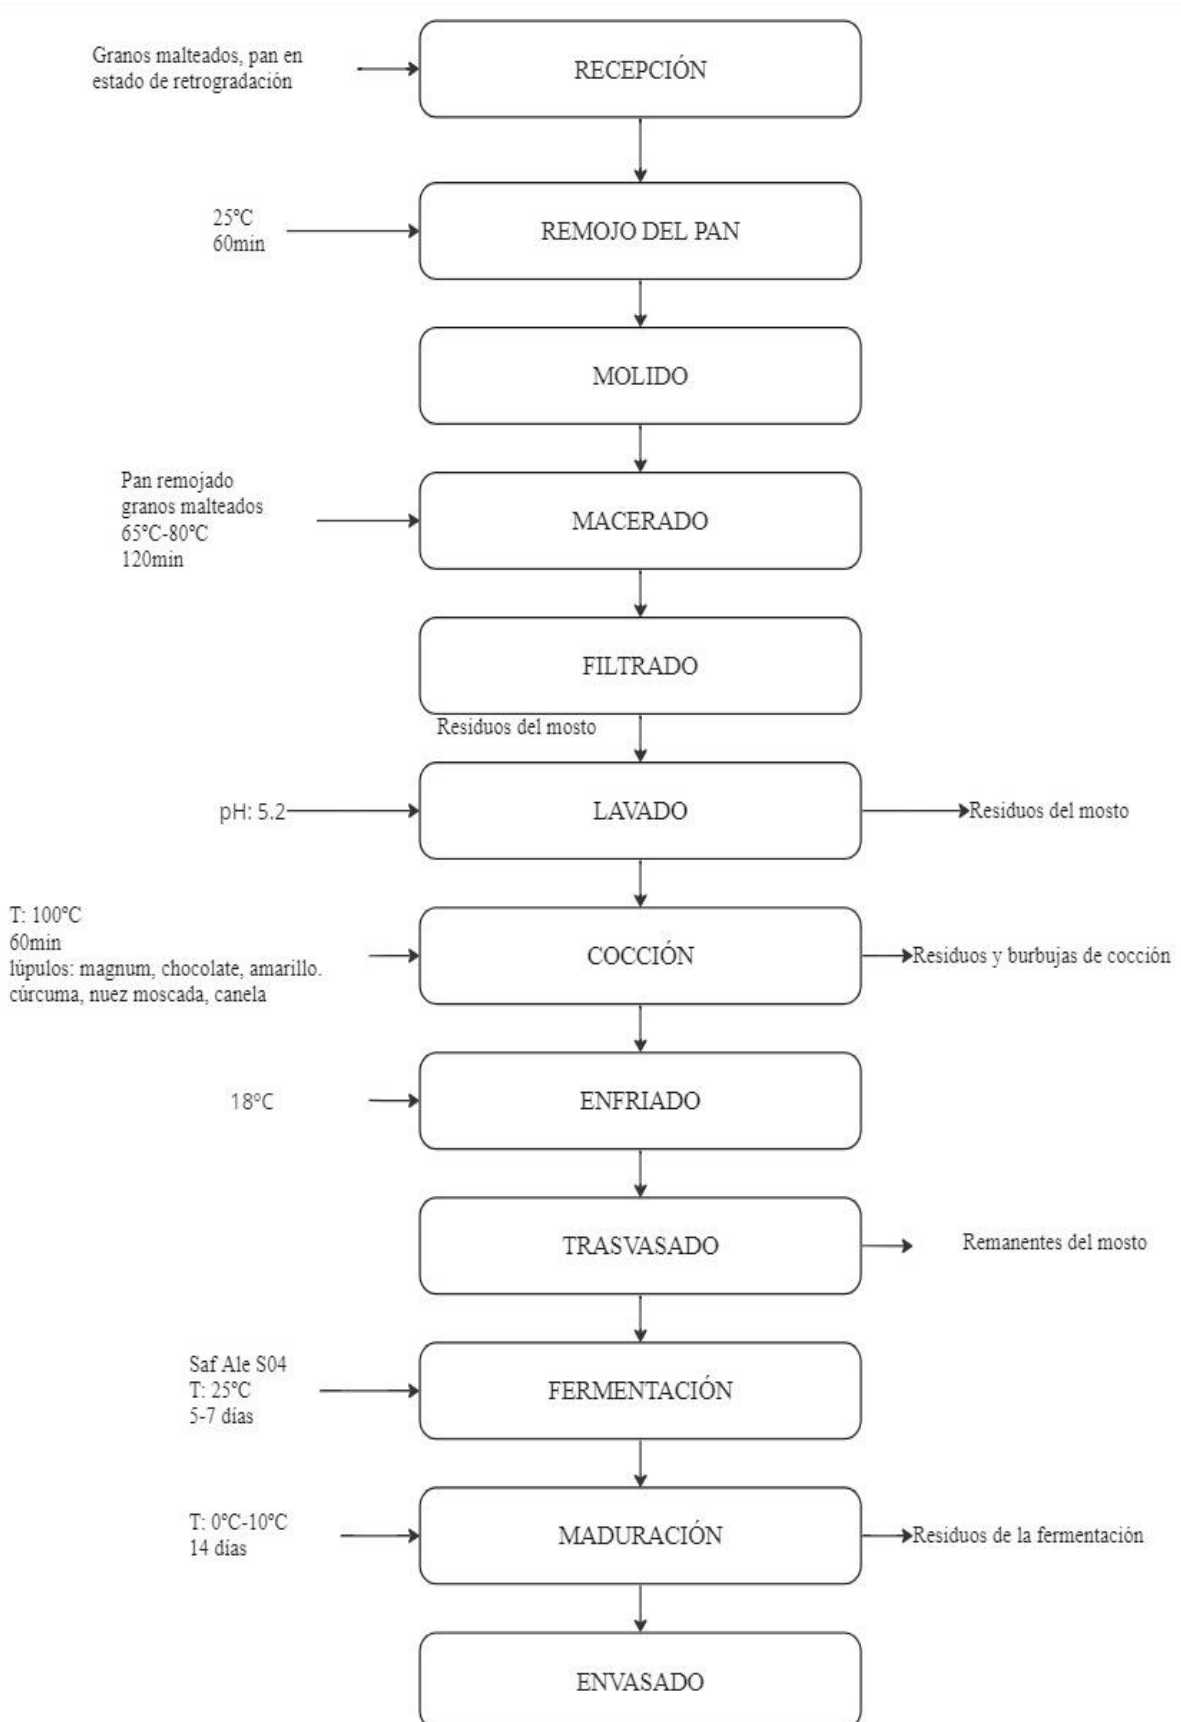 Granos malteados, pan en
estado de retrogradación
RECEPCIÓN
25°C
60min
REMOJO DEL PAN
MOLIDO
Pan remojado
granos malteados
65°C-80°C
120min
MACERADO
FILTRADO
Residuos del mosto
pH: 5.2
LAVADO
Residuos del mosto
T: 100°C
60min
lúpulos: magnum, chocolate, amarillo.
cúrcuma, nuez moscada, canela
COCCIÓN
Residuos y burbujas de cocción
18°C
ENFRIADO
TRASVASADO
Remanentes del mosto
Saf Ale S04
T: 25°C
5-7 días
FERMENTACIÓN
T: 0°C-10°C
14 días
MADURACIÓN
Residuos de la fermentación
ENVASADO